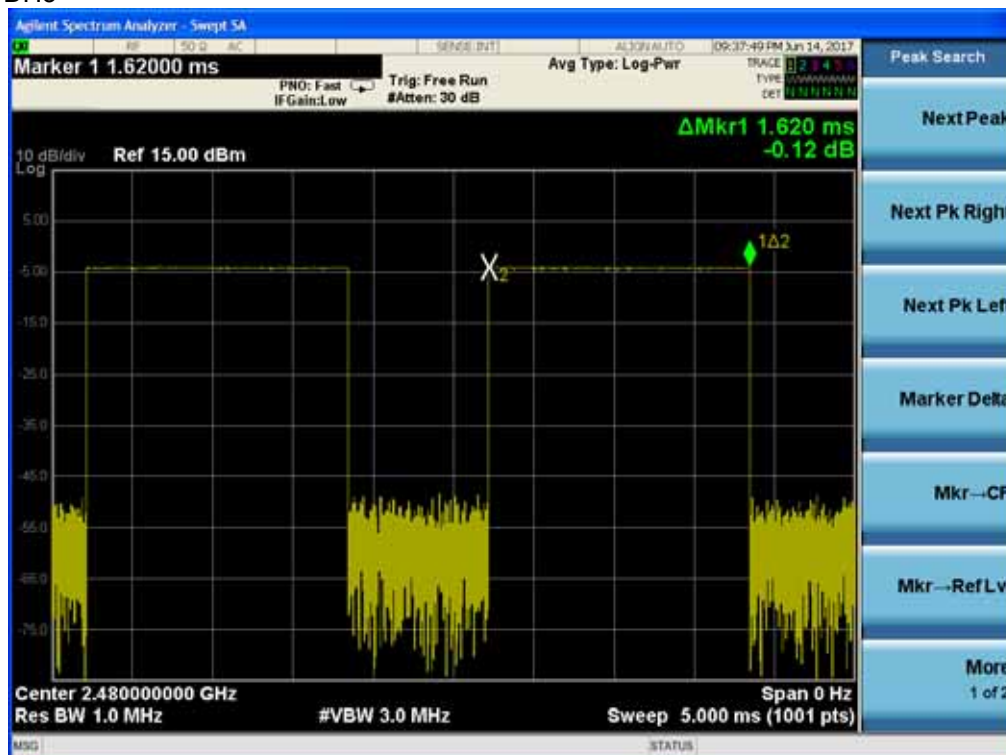 Agilent Spectrum Analyzer - Swept SA
RF 50 Ω AC SENSE:INT ALIGNAUTO 09:37:49 PM Jun 14, 2017
Marker 1 1.62000 ms
PNO: Fast
IFGain:Low
Trig: Free Run
#Atten: 30 dB
Avg Type: Log-Pwr
TRACE 1 2 3 4 5 6
TYPE
DET N N N N N N
Peak Search
ΔMkr1 1.620 ms
-0.12 dB
10 dB/div Ref 15.00 dBm
Log
5.00
-5.00
-15.0
-25.0
-35.0
-45.0
-55.0
-65.0
-75.0
X2
1Δ2
Center 2.480000000 GHz
Span 0 Hz
Res BW 1.0 MHz
#VBW 3.0 MHz
Sweep 5.000 ms (1001 pts)
MSG
STATUS
Next Peak
Next Pk Right
Next Pk Left
Marker Delta
Mkr→CF
Mkr→Ref Lv
More
1 of 2